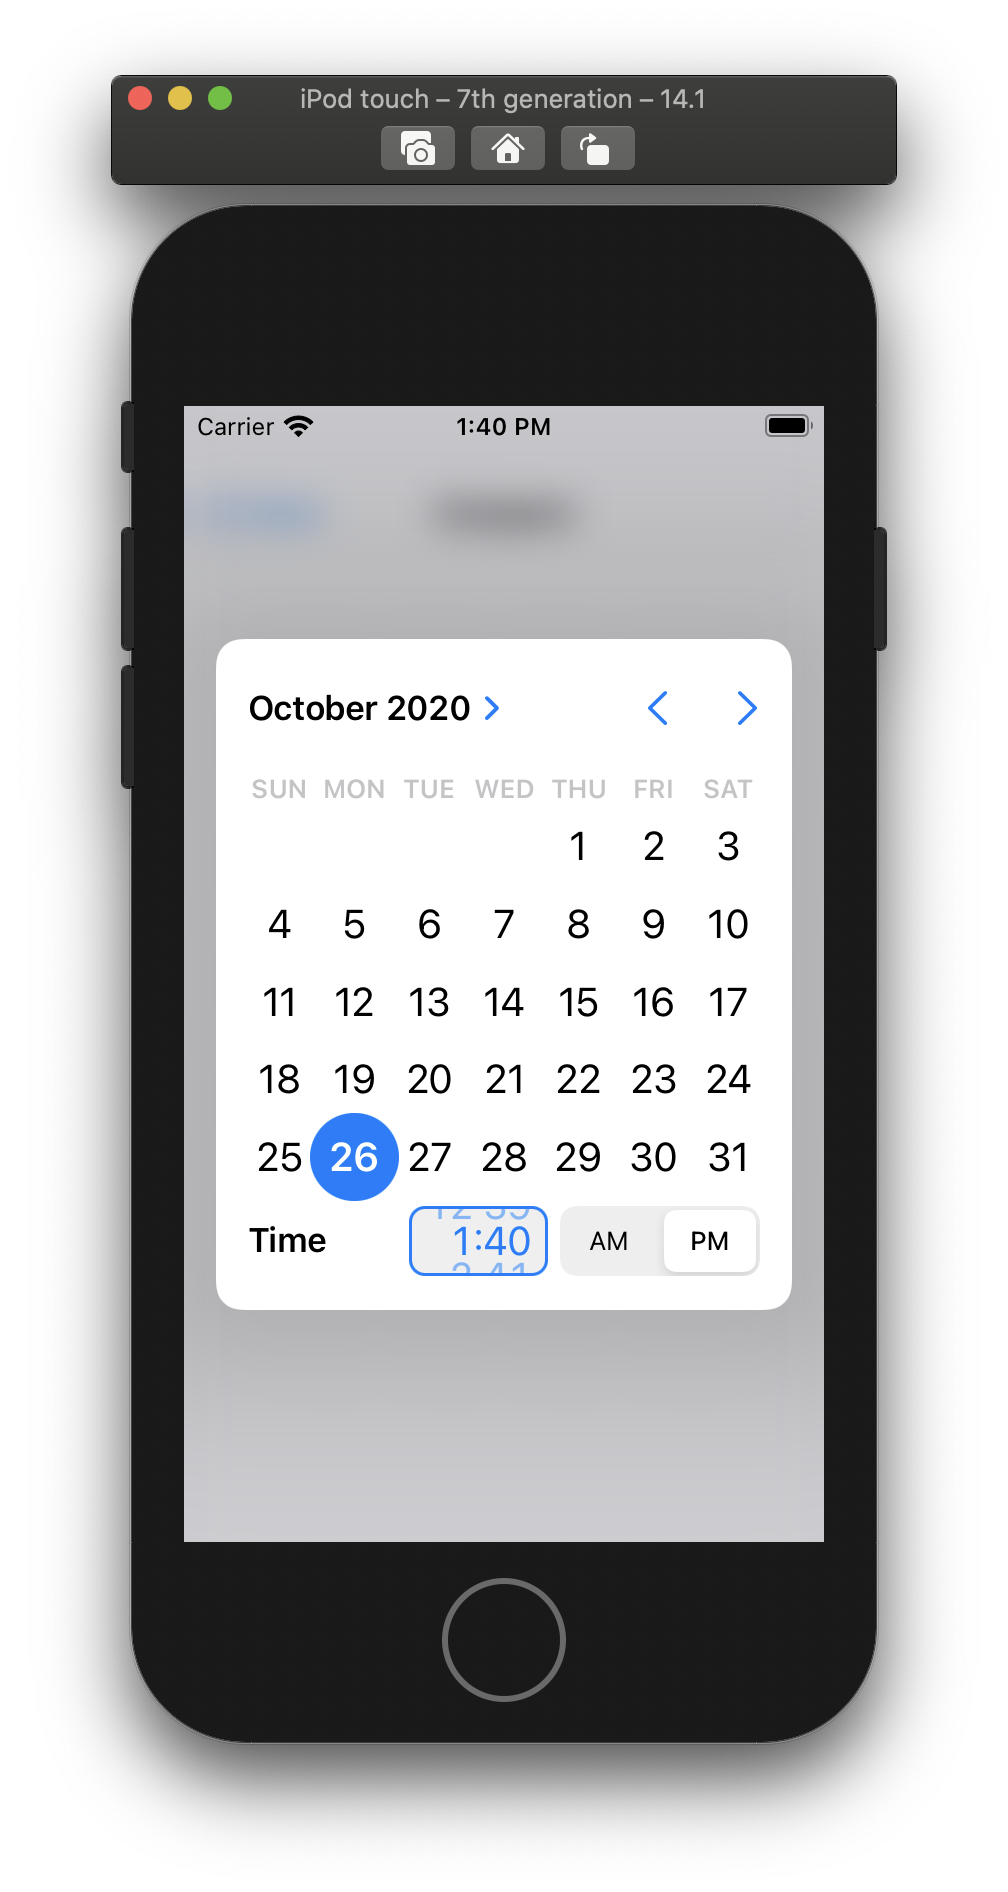 iPod touch – 7th generation – 14.1
Carrier 1:40 PM
October 2020
SUN MON TUE WED THU FRI SAT
1 2 3
4 5 6 7 8 9 10
11 12 13 14 15 16 17
18 19 20 21 22 23 24
25 26 27 28 29 30 31
Time 1:40 AM PM